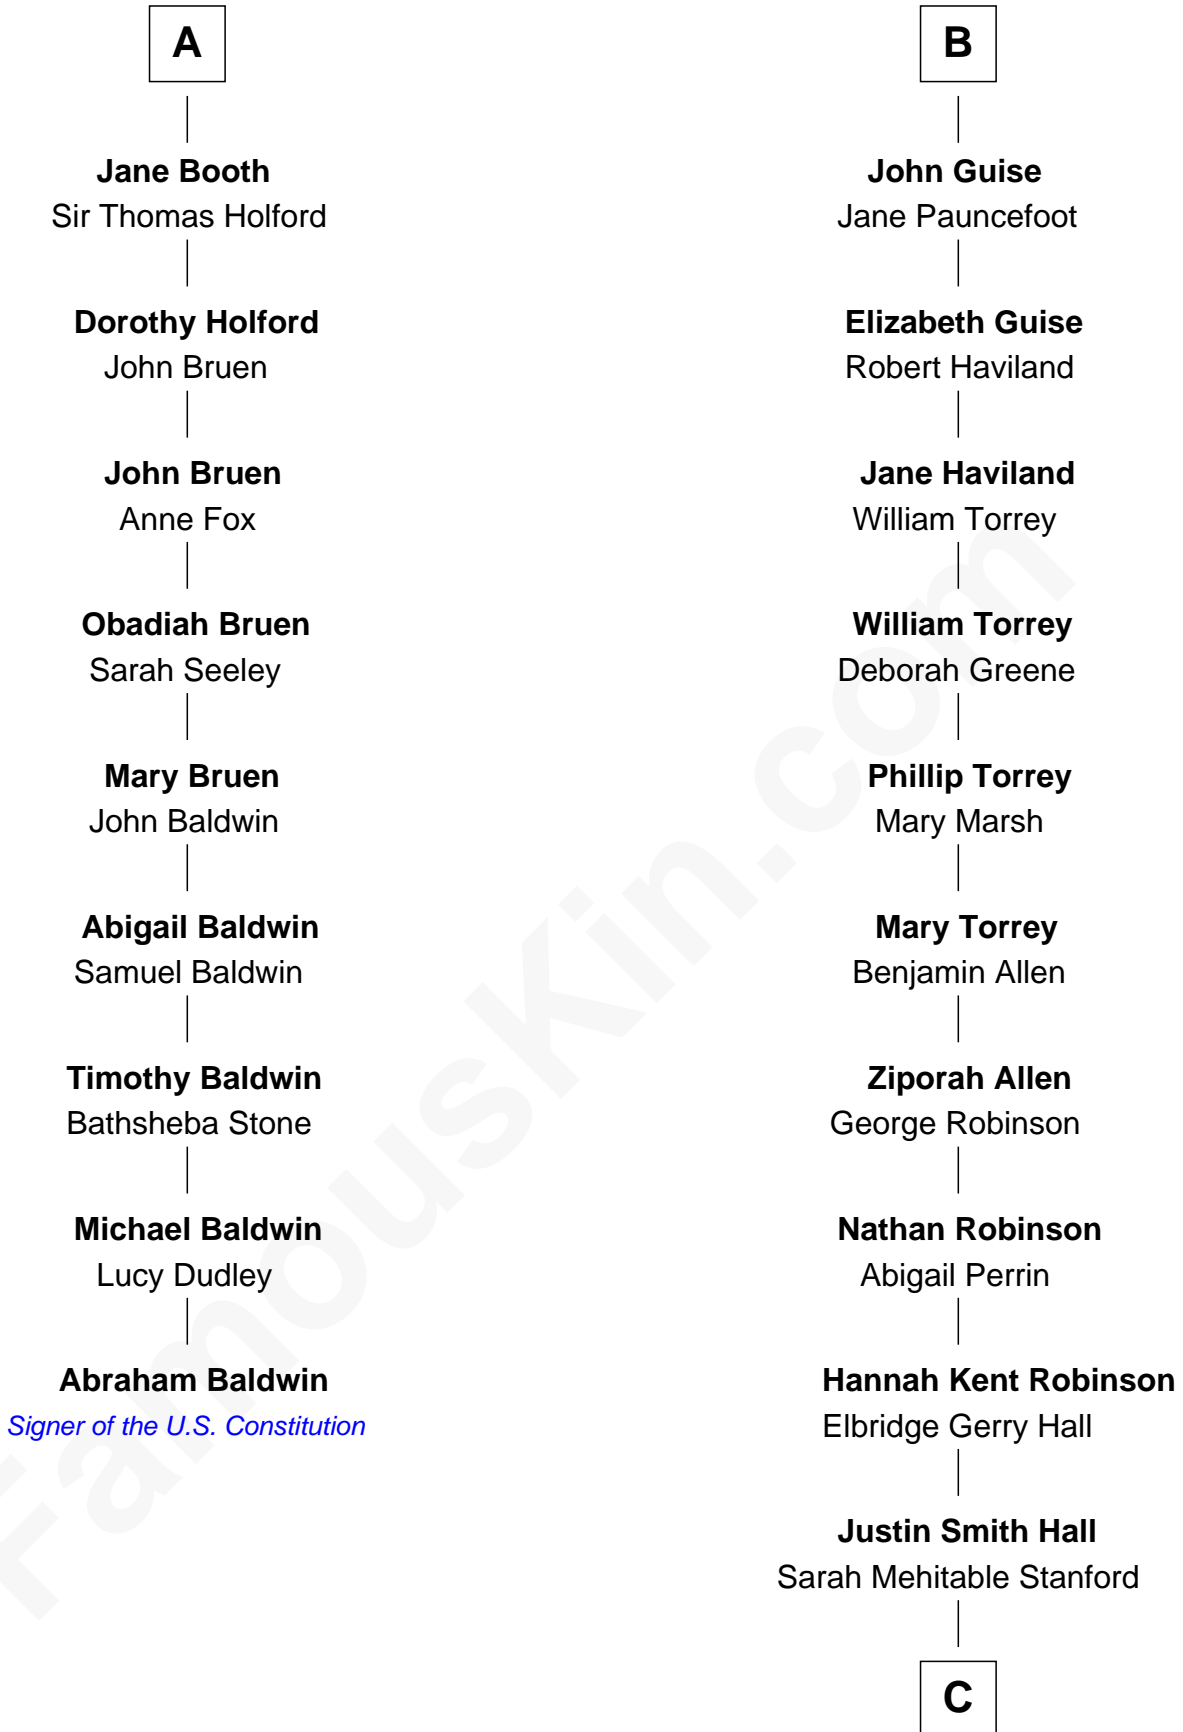 A
Jane Booth
Sir Thomas Holford
Dorothy Holford
John Bruen
John Bruen
Anne Fox
Obadiah Bruen
Sarah Seeley
Mary Bruen
John Baldwin
Abigail Baldwin
Samuel Baldwin
Timothy Baldwin
Bathsheba Stone
Michael Baldwin
Lucy Dudley
Abraham Baldwin
Signer of the U.S. Constitution
B
John Guise
Jane Pauncefoot
Elizabeth Guise
Robert Haviland
Jane Haviland
William Torrey
William Torrey
Deborah Greene
Phillip Torrey
Mary Marsh
Mary Torrey
Benjamin Allen
Ziporah Allen
George Robinson
Nathan Robinson
Abigail Perrin
Hannah Kent Robinson
Elbridge Gerry Hall
Justin Smith Hall
Sarah Mehitable Stanford
C
FamousKin.com